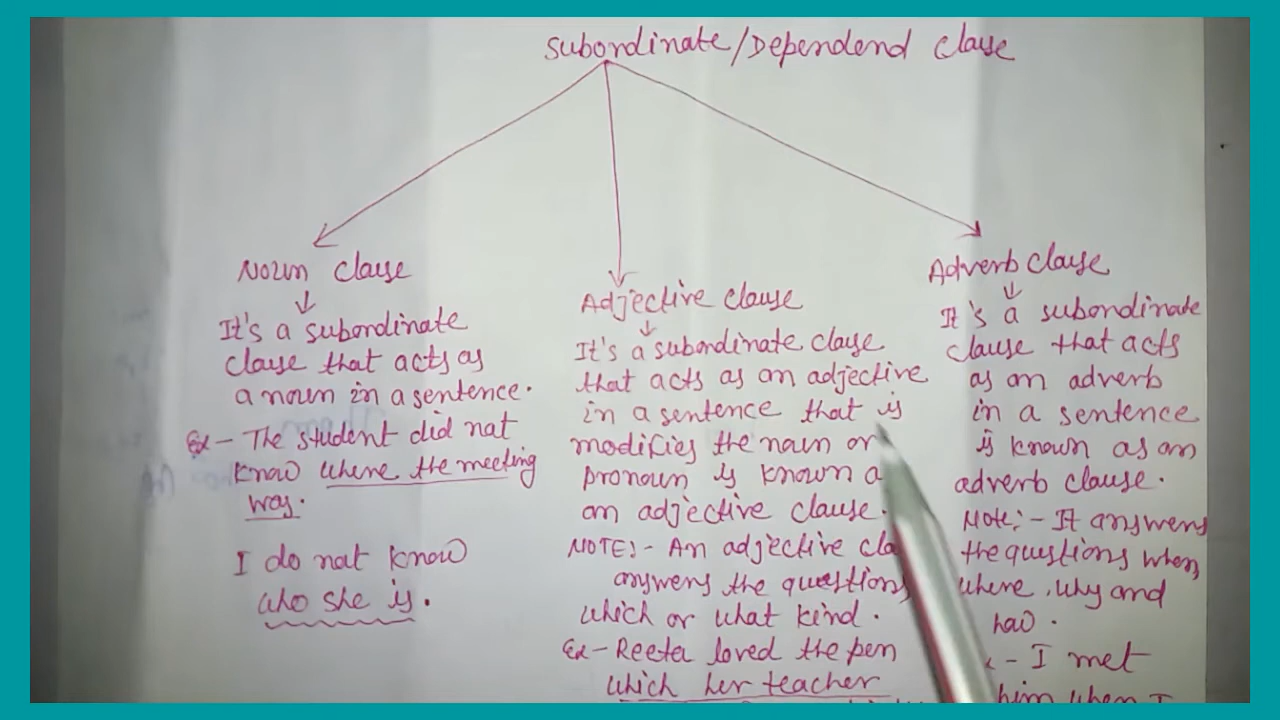 Subordinate/Dependend clause
Noun clause
It's a subordinate
clause that acts as
a noun in a sentence.
Ex- The student did not
know where the meeting
was.
I do not know
who she is.
Adjective clause
It's a subordinate clause
that acts as an adjective
in a sentence that is
modifies the noun or
pronoun is known a
an adjective clause.
NOTE:- An adjective cla
answers the questions
which or what kind.
Ex- Reeta loved the pen
which her teacher
Adverb clause
It's a subordinate
clause that acts
as an adverb
in a sentence
is known as an
adverb clause.
Note:- It answers
the questions when,
where, why and
how.
- I met
him when I